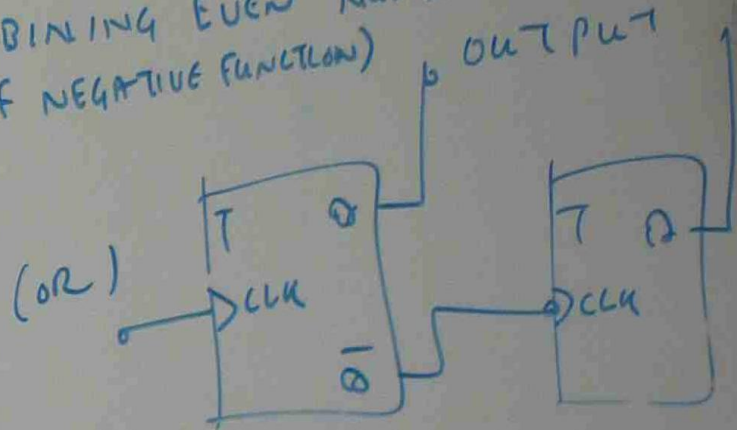 BINING EVEN
OUTPUT
F NEGATIVE FUNCTION)
T Q
T Q
(OR)
CLK
CLK
Q̅